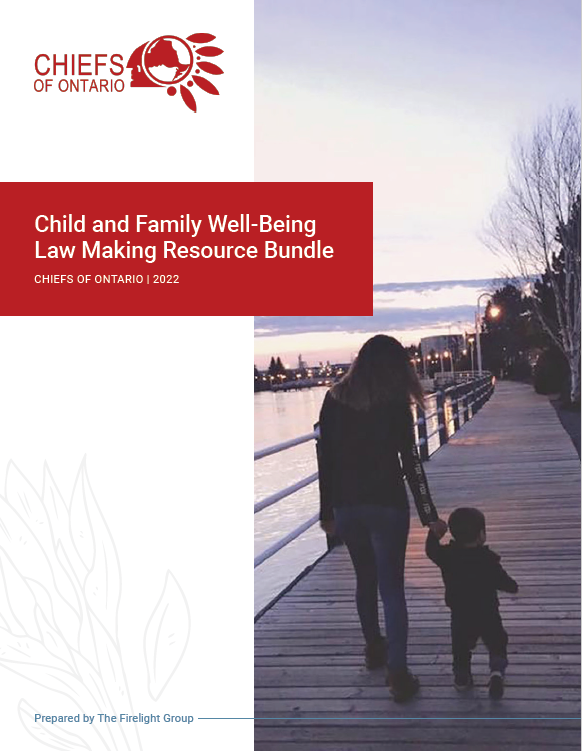 CHIEFS
OF ONTARIO
Child and Family Well-Being
Law Making Resource Bundle
CHIEFS OF ONTARIO | 2022
Prepared by The Firelight Group